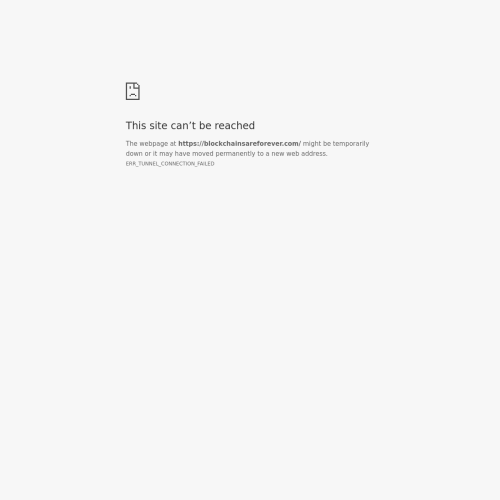 This site can’t be reached
The webpage at https://blockchainsareforever.com/ might be temporarily
down or it may have moved permanently to a new web address.
ERR_TUNNEL_CONNECTION_FAILED